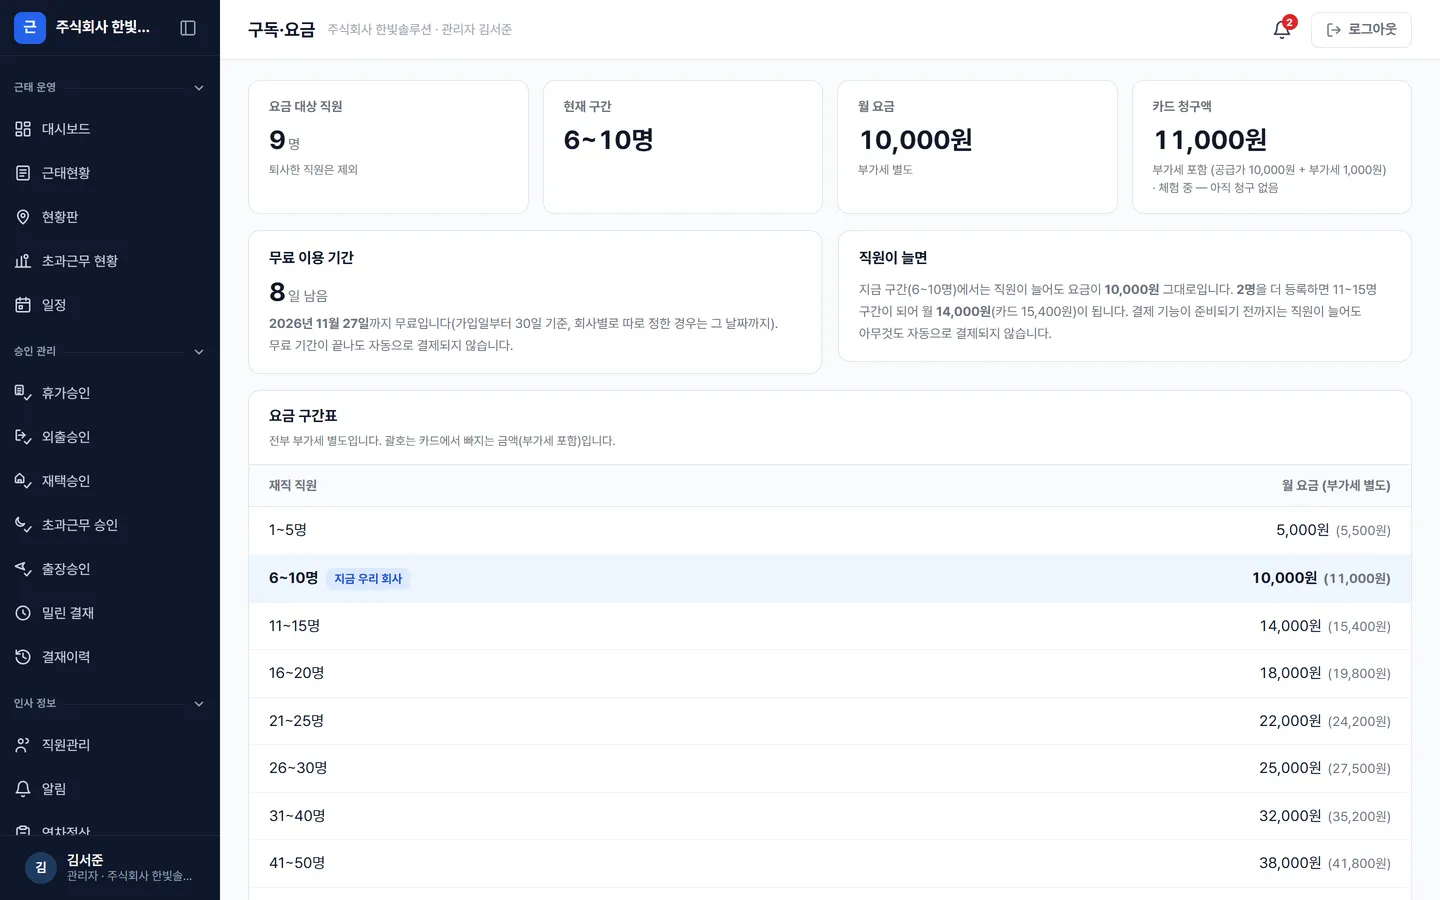 근
주식회사 한빛...
근태 운영
대시보드
근태현황
현황판
초과근무 현황
일정
승인 관리
휴가승인
외출승인
재택승인
초과근무 승인
출장승인
밀린 결재
결재이력
인사 정보
직원관리
알림
연차정산
김
김서준
관리자 · 주식회사 한빛솔...
구독·요금
주식회사 한빛솔루션 · 관리자 김서준
2
로그아웃
요금 대상 직원
9명
퇴사한 직원은 제외
현재 구간
6~10명
월 요금
10,000원
부가세 별도
카드 청구액
11,000원
부가세 포함 (공급가 10,000원 + 부가세 1,000원)
· 체험 중 — 아직 청구 없음
무료 이용 기간
8일 남음
2026년 11월 27일까지 무료입니다(가입일부터 30일 기준, 회사별로 따로 정한 경우는 그 날짜까지).
무료 기간이 끝나도 자동으로 결제되지 않습니다.
직원이 늘면
지금 구간(6~10명)에서는 직원이 늘어도 요금이 10,000원 그대로입니다. 2명을 더 등록하면 11~15명
구간이 되어 월 14,000원(카드 15,400원)이 됩니다. 결제 기능이 준비되기 전까지는 직원이 늘어도
아무것도 자동으로 결제되지 않습니다.
요금 구간표
전부 부가세 별도입니다. 괄호는 카드에서 빠지는 금액(부가세 포함)입니다.
재직 직원 월 요금 (부가세 별도)
1~5명 5,000원 (5,500원)
6~10명 지금 우리 회사 10,000원 (11,000원)
11~15명 14,000원 (15,400원)
16~20명 18,000원 (19,800원)
21~25명 22,000원 (24,200원)
26~30명 25,000원 (27,500원)
31~40명 32,000원 (35,200원)
41~50명 38,000원 (41,800원)